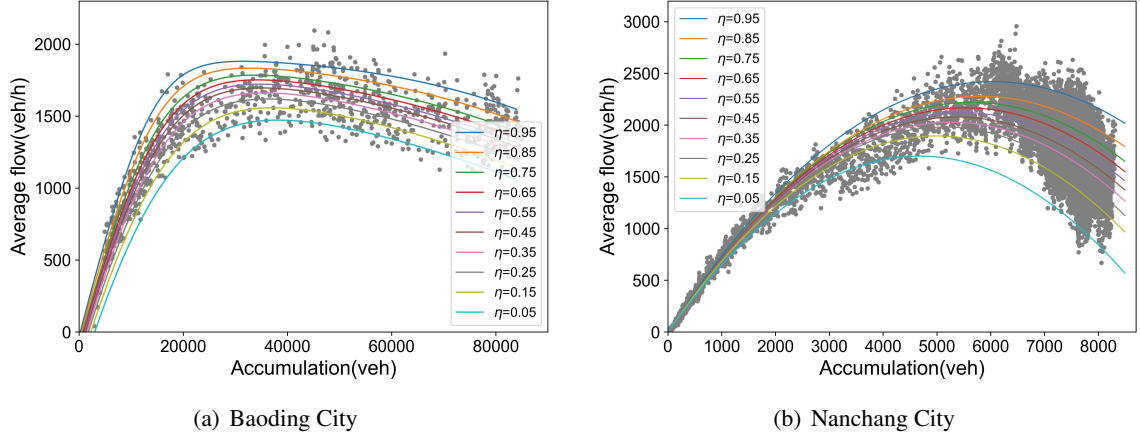 2000
1500
1000
500
0
Average flow(veh/h)
0 20000 40000 60000 80000
Accumulation(veh)
η=0.95
η=0.85
η=0.75
η=0.65
η=0.55
η=0.45
η=0.35
η=0.25
η=0.15
η=0.05
(a) Baoding City
3000
2500
2000
1500
1000
500
0
Average flow(veh/h)
0 1000 2000 3000 4000 5000 6000 7000 8000
Accumulation(veh)
η=0.95
η=0.85
η=0.75
η=0.65
η=0.55
η=0.45
η=0.35
η=0.25
η=0.15
η=0.05
(b) Nanchang City